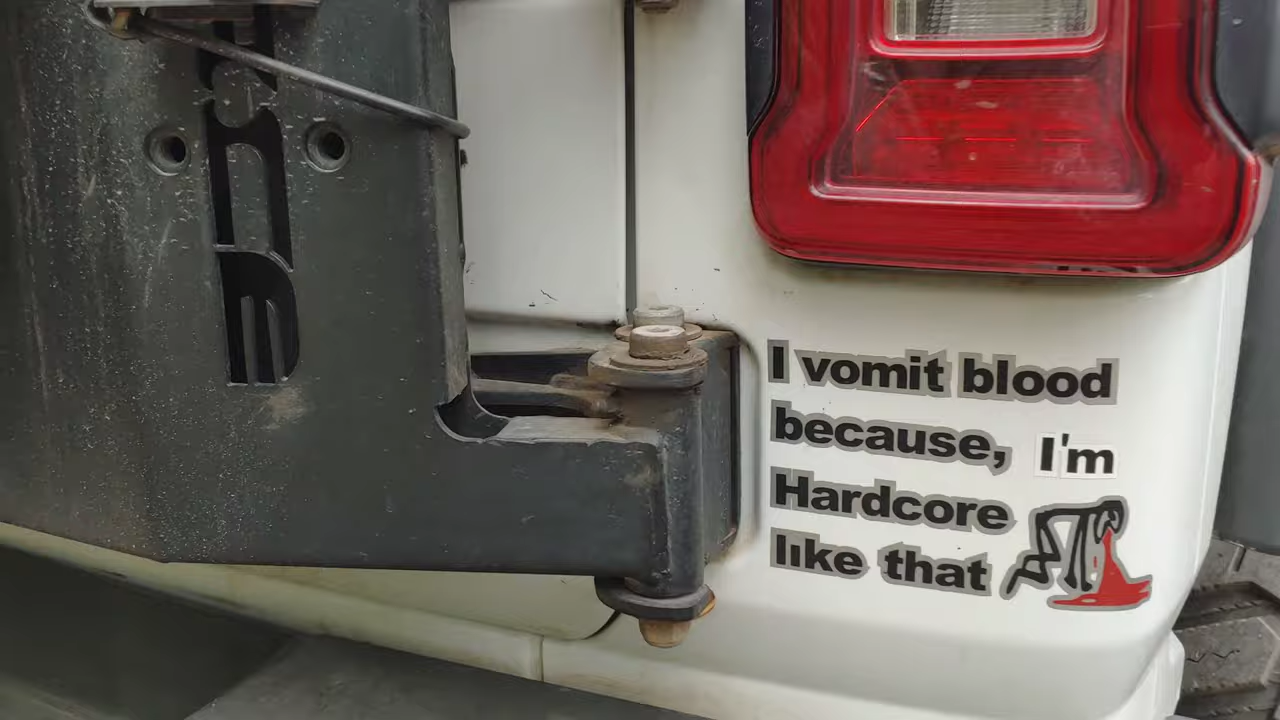 I vomit blood
because, I'm
Hardcore
like that